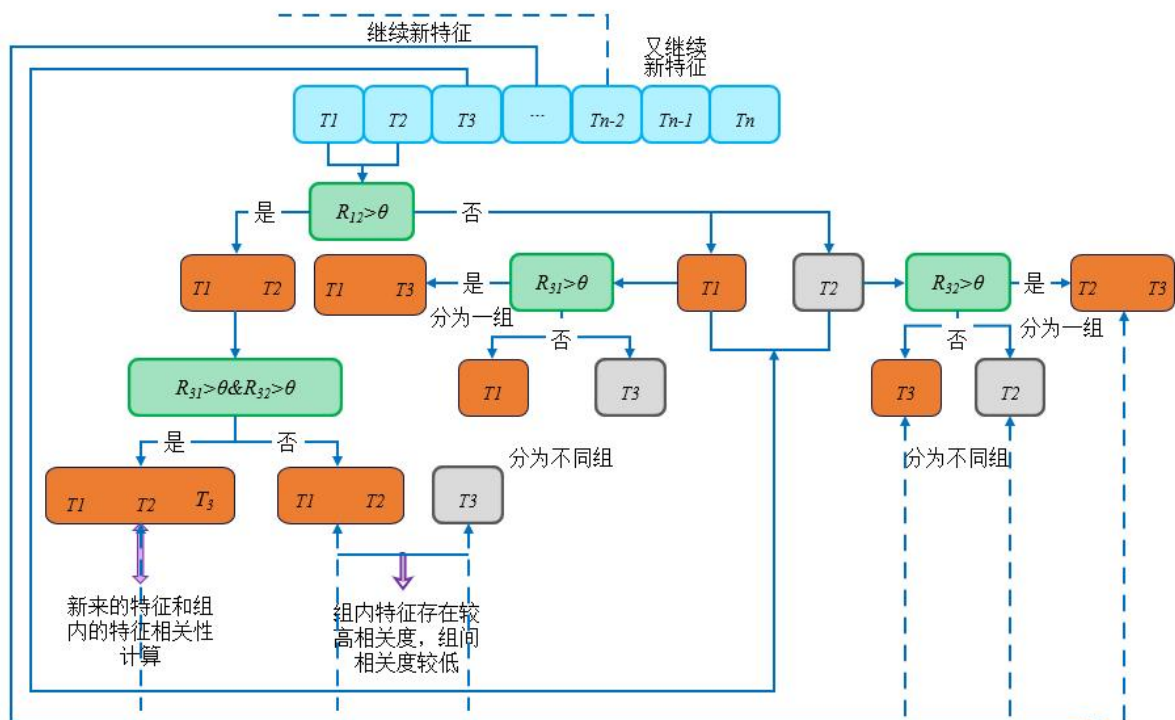 继续新特征
又继续
新特征
T1 T2 T3 ... Tn-2 Tn-1 Tn
R12>θ
是
否
T1 T2
T1 T3
是
R31>θ
T1
T2
R32>θ
是
T2 T3
分为一组
否
否
分为一组
R31>θ&R32>θ
T1
T3
T3
T2
是
否
分为不同组
分为不同组
T1 T2 T3
T1 T2
T3
新来的特征和组
内的特征相关性
计算
组内特征存在较
高相关度，组间
相关度较低